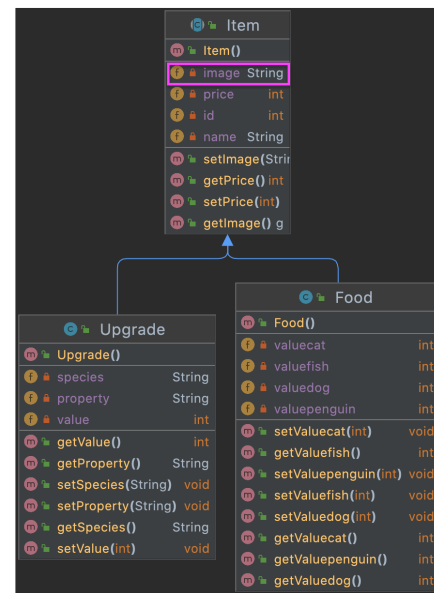 Item
Item()
image String
price int
id int
name String
setImage(Stri
getPrice() int
setPrice(int)
getImage() g
Upgrade
Upgrade()
species String
property String
value int
getValue() int
getProperty() String
setSpecies(String) void
setProperty(String) void
getSpecies() String
setValue(int) void
Food
Food()
valuecat int
valuefish int
valuedog int
valuepenguin int
setValuecat(int) void
getValuefish() int
setValuepenguin(int) void
setValuefish(int) void
setValuedog(int) void
getValuecat() int
getValuepenguin() int
getValuedog() int